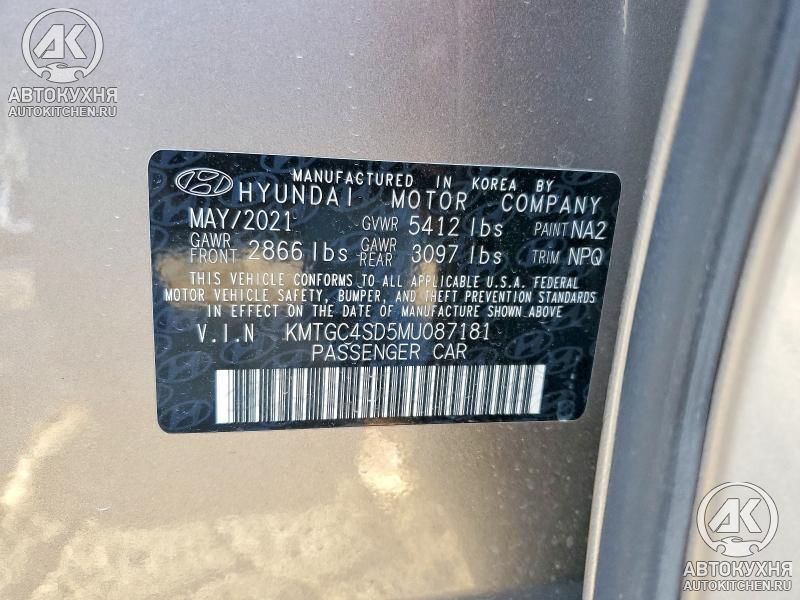 AK
АВТОКУХНЯ
AUTOKITCHEN.RU
MANUFACTURED IN KOREA BY
HYUNDAI MOTOR COMPANY
MAY/2021 GVWR 5412 lbs PAINT NA2
GAWR FRONT 2866 lbs GAWR REAR 3097 lbs TRIM NPQ
THIS VEHICLE CONFORMS TO ALL APPLICABLE U.S.A. FEDERAL
MOTOR VEHICLE SAFETY, BUMPER, AND THEFT PREVENTION STANDARDS
IN EFFECT ON THE DATE OF MANUFACTURE SHOWN ABOVE
V.I.N KMTGC4SD5MU087181
PASSENGER CAR
AK
АВТОКУХНЯ
AUTOKITCHEN.RU